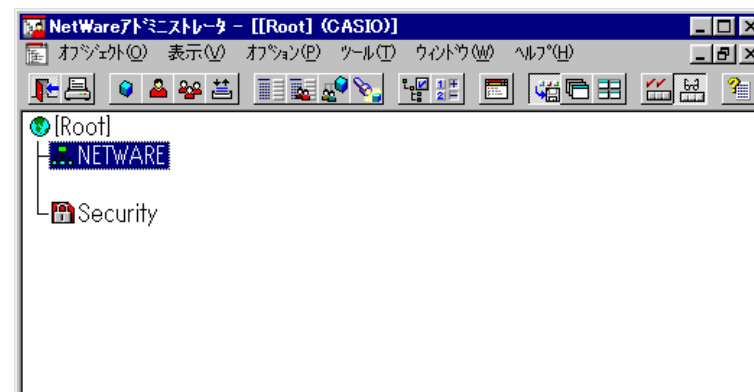 NetWareｱﾄﾞﾐﾆｽﾄﾚｰﾀ - [[Root] (CASIO)]
ｵﾌﾞｼﾞｪｸﾄ(O) 表示(V) ｵﾌﾟｼｮﾝ(P) ﾂｰﾙ(T) ｳｨﾝﾄﾞｳ(W) ﾍﾙﾌﾟ(H)
[Root]
NETWARE
Security